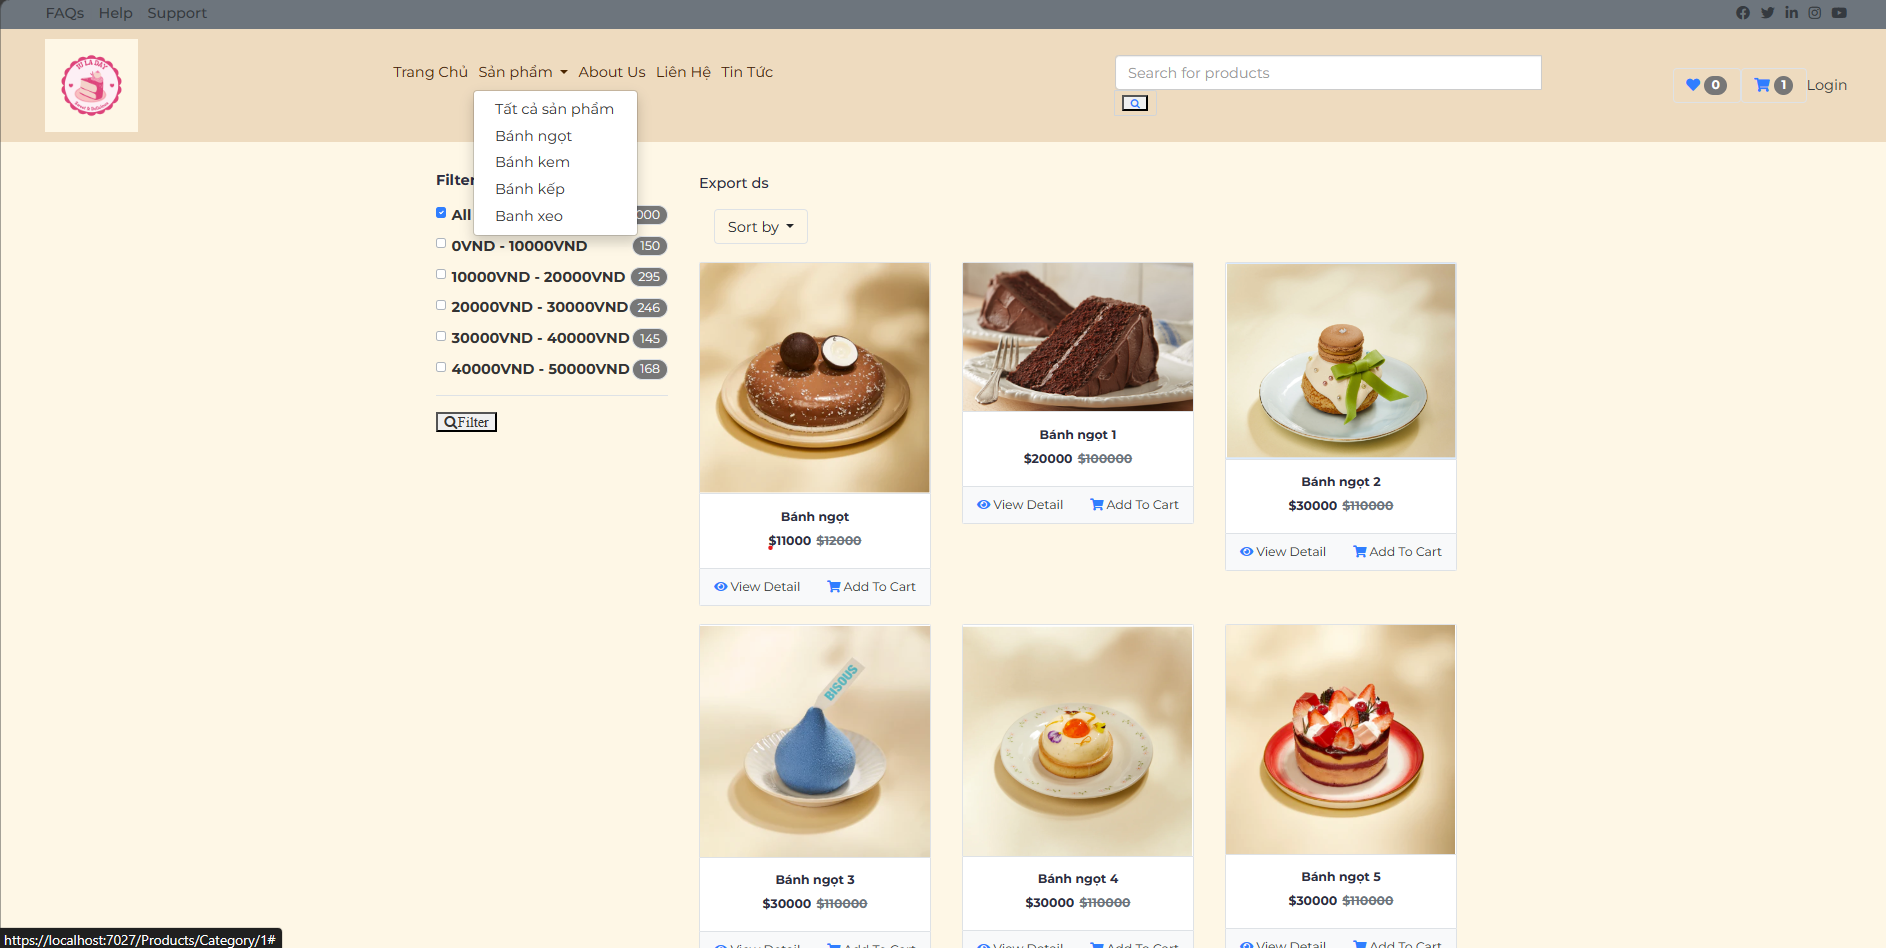 FAQs Help Support
Trang Chủ Sản phẩm About Us Liên Hệ Tin Tức
Search for products
0 1 Login
Tất cả sản phẩm
Bánh ngọt
Bánh kem
Bánh kếp
Banh xeo
Filter
All 000
0VND - 10000VND 150
10000VND - 20000VND 295
20000VND - 30000VND 246
30000VND - 40000VND 145
40000VND - 50000VND 168
Filter
Export ds
Sort by
Bánh ngọt
$11000 $12000
View Detail Add To Cart
Bánh ngọt 1
$20000 $100000
View Detail Add To Cart
Bánh ngọt 2
$30000 $110000
View Detail Add To Cart
BISOUS
Bánh ngọt 3
$30000 $110000
View Detail Add To Cart
Bánh ngọt 4
$30000 $110000
View Detail Add To Cart
Bánh ngọt 5
$30000 $110000
View Detail Add To Cart
https://localhost:7027/Products/Category/1#